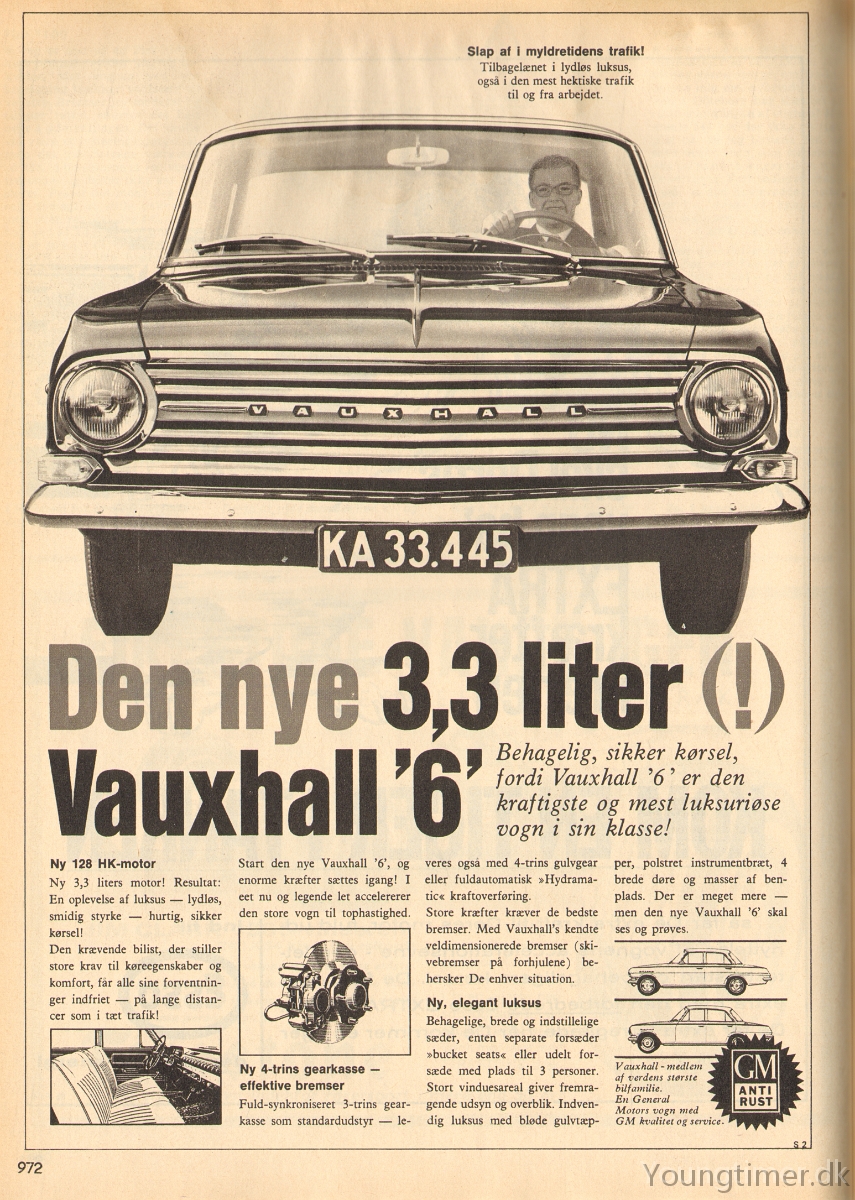 Slap af i myldretidens trafik!
Tilbagelænet i lydløs luksus,
også i den mest hektiske trafik
til og fra arbejdet.
VAUXHALL
KA 33.445
Den nye 3,3 liter (!)
Vauxhall '6'
Behagelig, sikker kørsel,
fordi Vauxhall '6' er den
kraftigste og mest luksuriøse
vogn i sin klasse!
Ny 128 HK-motor
Ny 3,3 liters motor! Resultat:
En oplevelse af luksus — lydløs,
smidig styrke — hurtig, sikker
kørsel!
Den krævende bilist, der stiller
store krav til køreegenskaber og
komfort, får alle sine forventnin-
ger indfriet — på lange distan-
cer som i tæt trafik!
Start den nye Vauxhall '6', og
enorme kræfter sættes igang! I
eet nu og legende let accelererer
den store vogn til tophastighed.
Ny 4-trins gearkasse —
effektive bremser
Fuld-synkroniseret 3-trins gear-
kasse som standardudstyr — le-
veres også med 4-trins gulvgear
eller fuldautomatisk »Hydrama-
tic« kraftoverføring.
Store kræfter kræver de bedste
bremser. Med Vauxhall's kendte
veldimensionerede bremser (ski-
vebremser på forhjulene) be-
hersker De enhver situation.
Ny, elegant luksus
Behagelige, brede og indstillelige
sæder, enten separate forsæder
»bucket seats« eller udelt for-
sæde med plads til 3 personer.
Stort vinduesareal giver fremra-
gende udsyn og overblik. Indven-
dig luksus med bløde gulvtæp-
per, polstret instrumentbræt, 4
brede døre og masser af ben-
plads. Der er meget mere —
men den nye Vauxhall '6' skal
ses og prøves.
Vauxhall - medlem
af verdens største
bilfamilie.
En General
Motors vogn med
GM kvalitet og service.
GM
ANTI
RUST
S 2
972
Youngtimer.dk